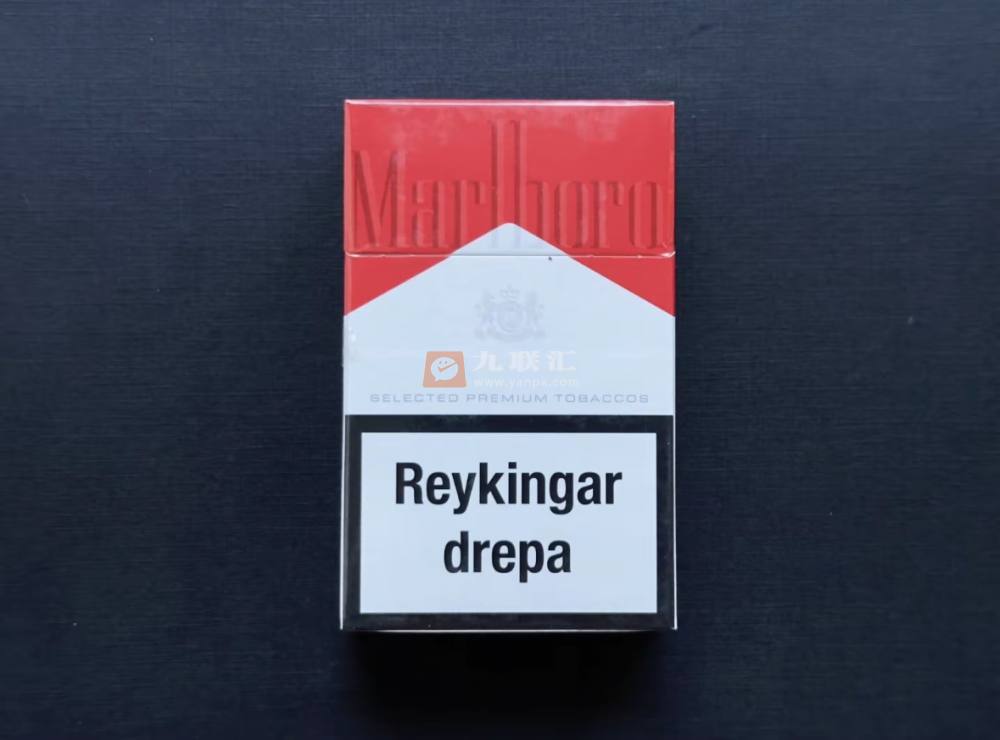 Marlboro
九联汇
www.yanpk.com
SELECTED PREMIUM TOBACCOS
Reykingar
drepa